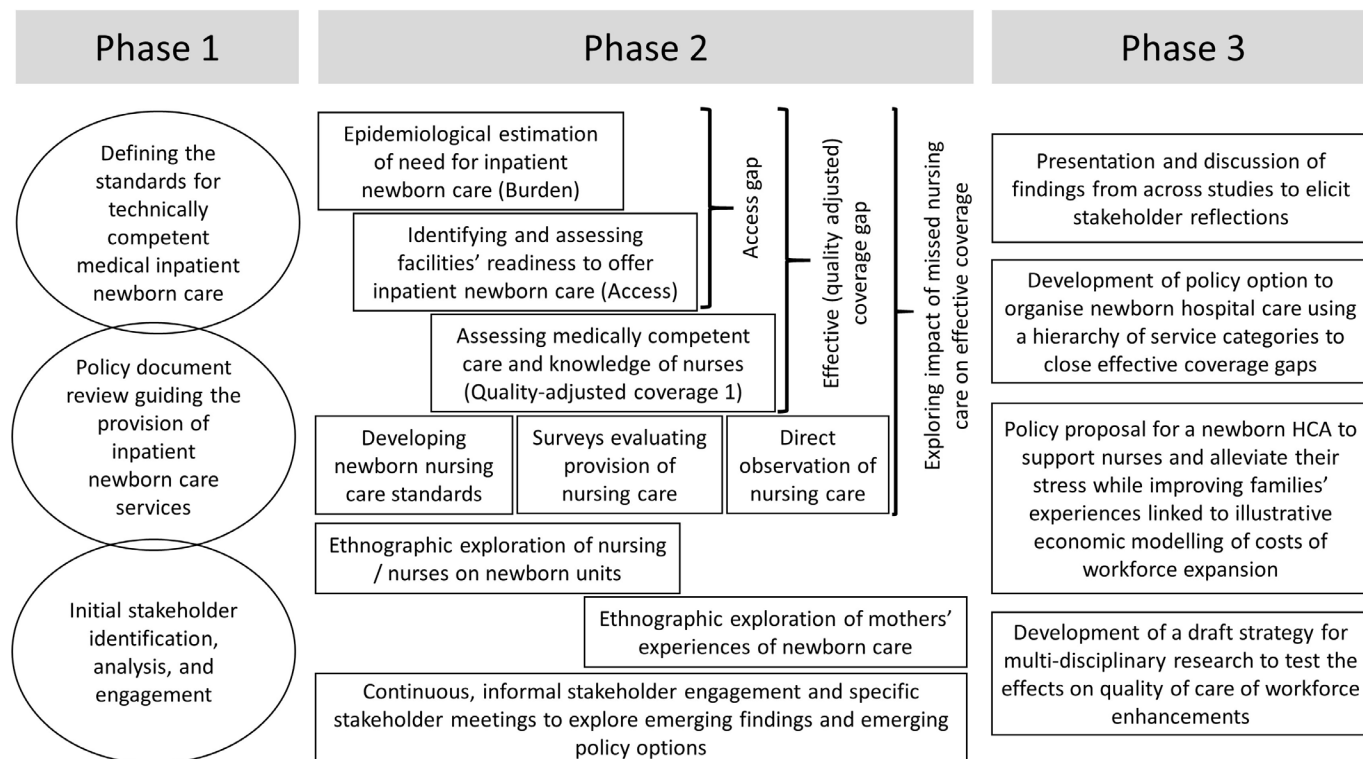 Phase 1
Phase 2
Phase 3
Defining the
standards for
technically
competent
medical inpatient
newborn care
Policy document
review guiding the
provision of
inpatient
newborn care
services
Initial stakeholder
identification,
analysis, and
engagement
Epidemiological estimation
of need for inpatient
newborn care (Burden)
Identifying and assessing
facilities’ readiness to offer
inpatient newborn care (Access)
Assessing medically competent
care and knowledge of nurses
(Quality-adjusted coverage 1)
Access gap
Effective (quality adjusted)
coverage gap
Exploring impact of missed nursing
care on effective coverage
Developing
newborn nursing
care standards
Surveys evaluating
provision of
nursing care
Direct
observation of
nursing care
Ethnographic exploration of nursing
/ nurses on newborn units
Ethnographic exploration of mothers’
experiences of newborn care
Continuous, informal stakeholder engagement and specific
stakeholder meetings to explore emerging findings and emerging
policy options
Presentation and discussion of
findings from across studies to elicit
stakeholder reflections
Development of policy option to
organise newborn hospital care using
a hierarchy of service categories to
close effective coverage gaps
Policy proposal for a newborn HCA to
support nurses and alleviate their
stress while improving families’
experiences linked to illustrative
economic modelling of costs of
workforce expansion
Development of a draft strategy for
multi-disciplinary research to test the
effects on quality of care of workforce
enhancements